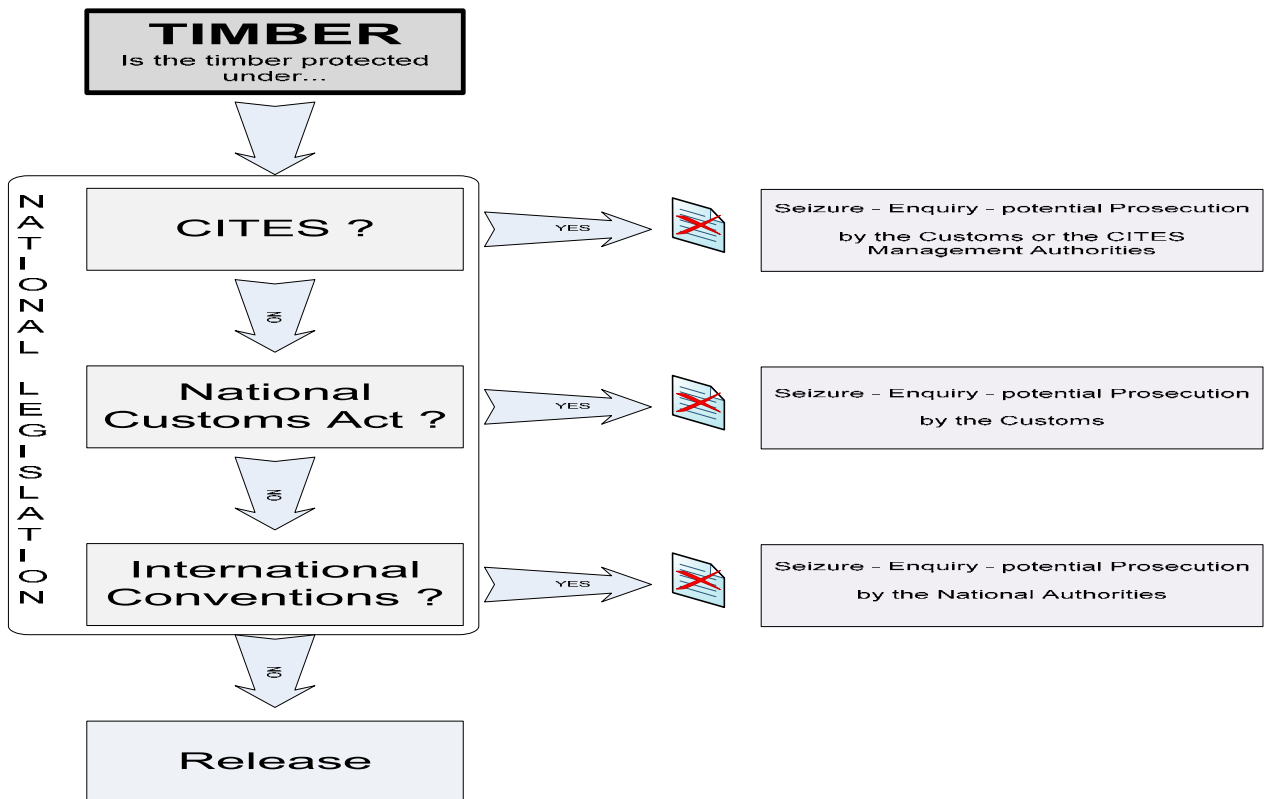 TIMBER
Is the timber protected
under...
NATIONAL LEGISLATION
CITES ?
YES
Seizure - Enquiry - potential Prosecution
by the Customs or the CITES
Management Authorities
NO
National
Customs Act ?
YES
Seizure - Enquiry - potential Prosecution
by the Customs
NO
International
Conventions ?
YES
Seizure - Enquiry - potential Prosecution
by the National Authorities
NO
Release